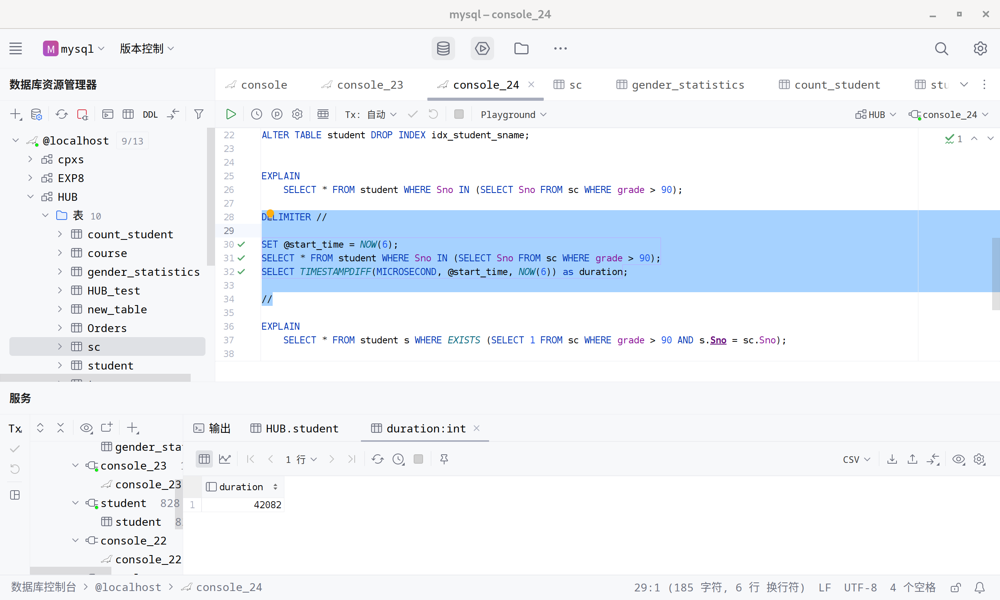 mysql – console_24
M mysql 版本控制
数据库资源管理器
console console_23 console_24 sc gender_statistics count_student stu
DDL
Tx: 自动 Playground HUB console_24
@localhost 9/13
cpxs
EXP8
HUB
表 10
count_student
course
gender_statistics
HUB_test
new_table
Orders
sc
student
22 ALTER TABLE student DROP INDEX idx_student_sname;
1
23
24
25 EXPLAIN
26 SELECT * FROM student WHERE Sno IN (SELECT Sno FROM sc WHERE grade > 90);
27
28 DELIMITER //
29
30 SET @start_time = NOW(6);
31 SELECT * FROM student WHERE Sno IN (SELECT Sno FROM sc WHERE grade > 90);
32 SELECT TIMESTAMPDIFF(MICROSECOND, @start_time, NOW(6)) as duration;
33
34 //
35
36 EXPLAIN
37 SELECT * FROM student s WHERE EXISTS (SELECT 1 FROM sc WHERE grade > 90 AND s.Sno = sc.Sno);
38
服务
Tx
gender_sta
console_23
console_23
student 828
student
console_22
console_22
输出 HUB.student duration:int
1 行 CSV
duration
1 42082
数据库控制台 > @localhost > console_24
29:1 (185 字符, 6 行 换行符) LF UTF-8 4 个空格